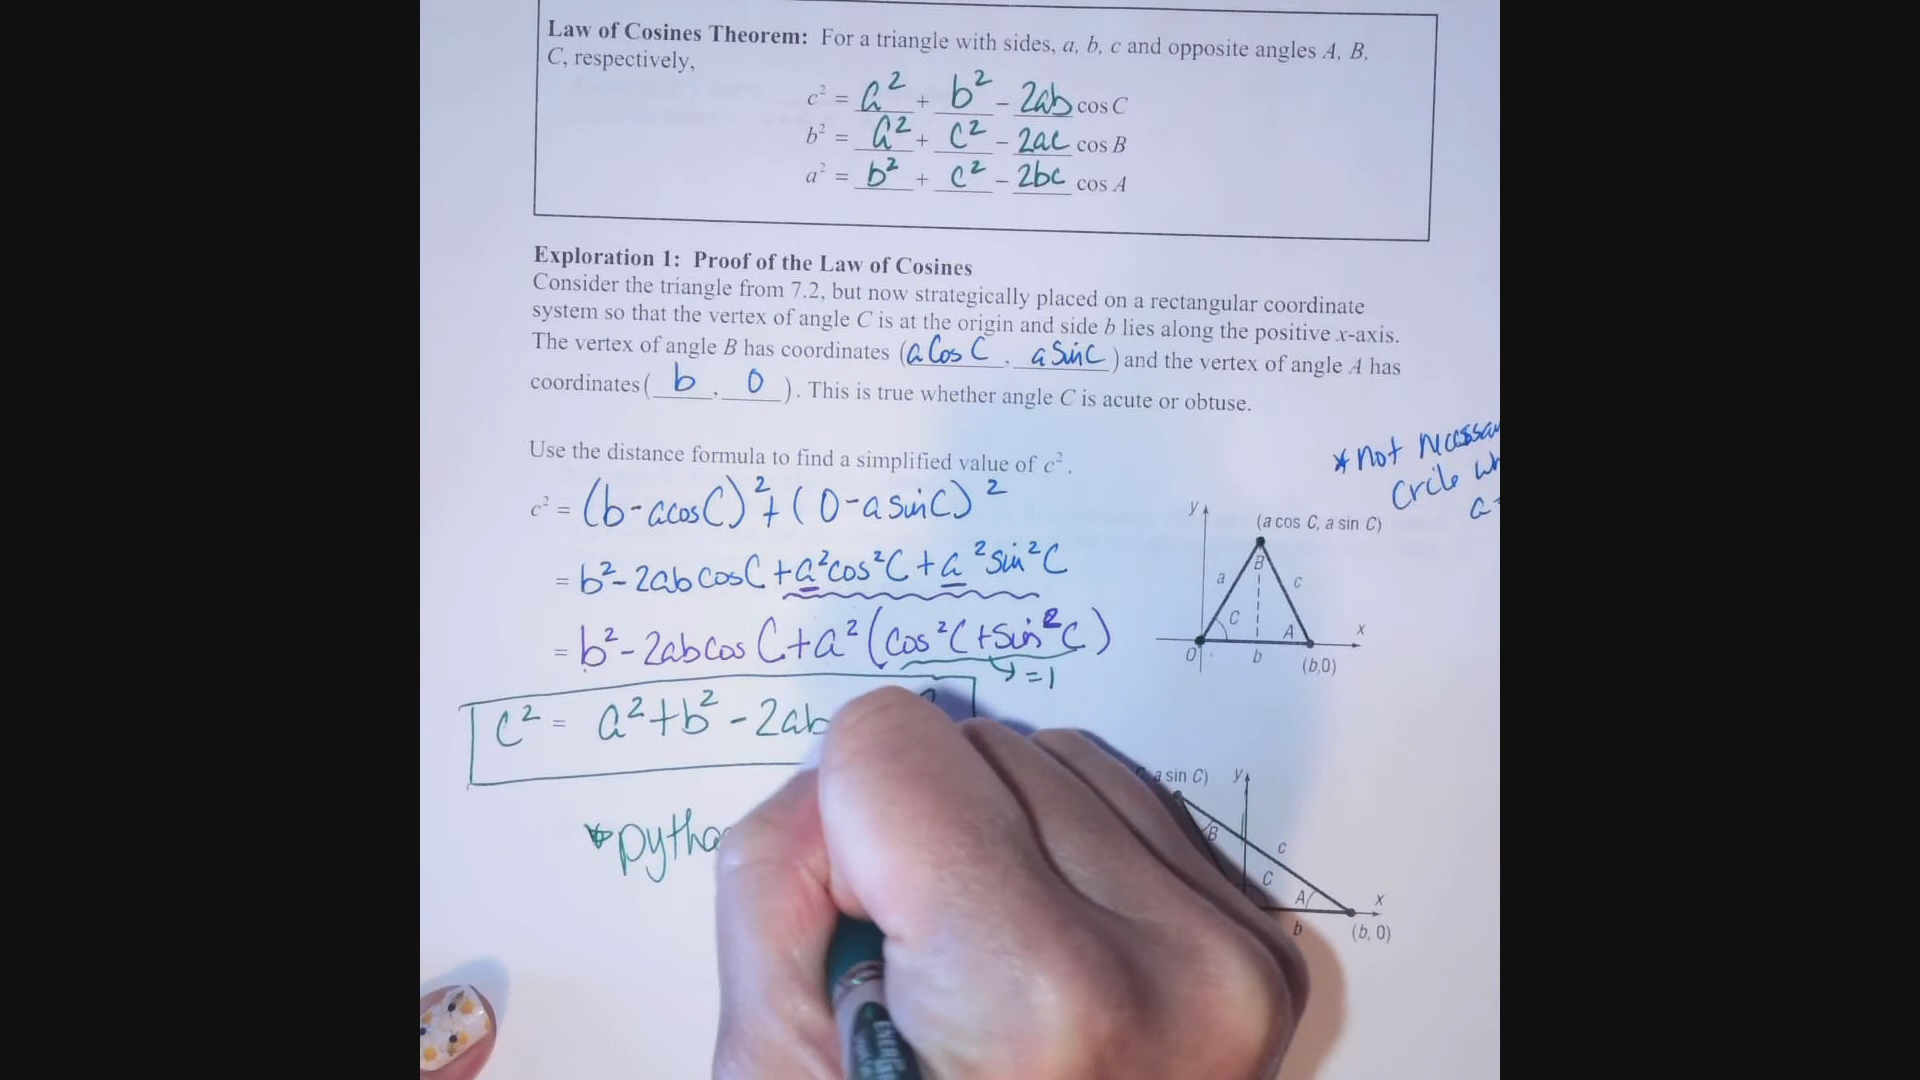 Law of Cosines Theorem: For a triangle with sides, a, b, c and opposite angles A, B,
C, respectively,
c² = a² + b² - 2ab cos C
b² = a² + c² - 2ac cos B
a² = b² + c² - 2bc cos A
Exploration 1: Proof of the Law of Cosines
Consider the triangle from 7.2, but now strategically placed on a rectangular coordinate
system so that the vertex of angle C is at the origin and side b lies along the positive x-axis.
The vertex of angle B has coordinates (a Cos C, a Sin C) and the vertex of angle A has
coordinates (b, 0). This is true whether angle C is acute or obtuse.
Use the distance formula to find a simplified value of c².
* not
Circle
c² = (b-acosC)² + (0-a sinC)²
= b² - 2ab cosC + a²cos²C + a²sin²C
= b² - 2abcos C + a² (cos²C + sin²C)
= 1
c² = a² + b² - 2ab
y
(a cos C, a sin C)
B
a
c
C
A
x
O
b
(b,0)
a sin C)
y
B
c
C
A
x
b
(b, 0)